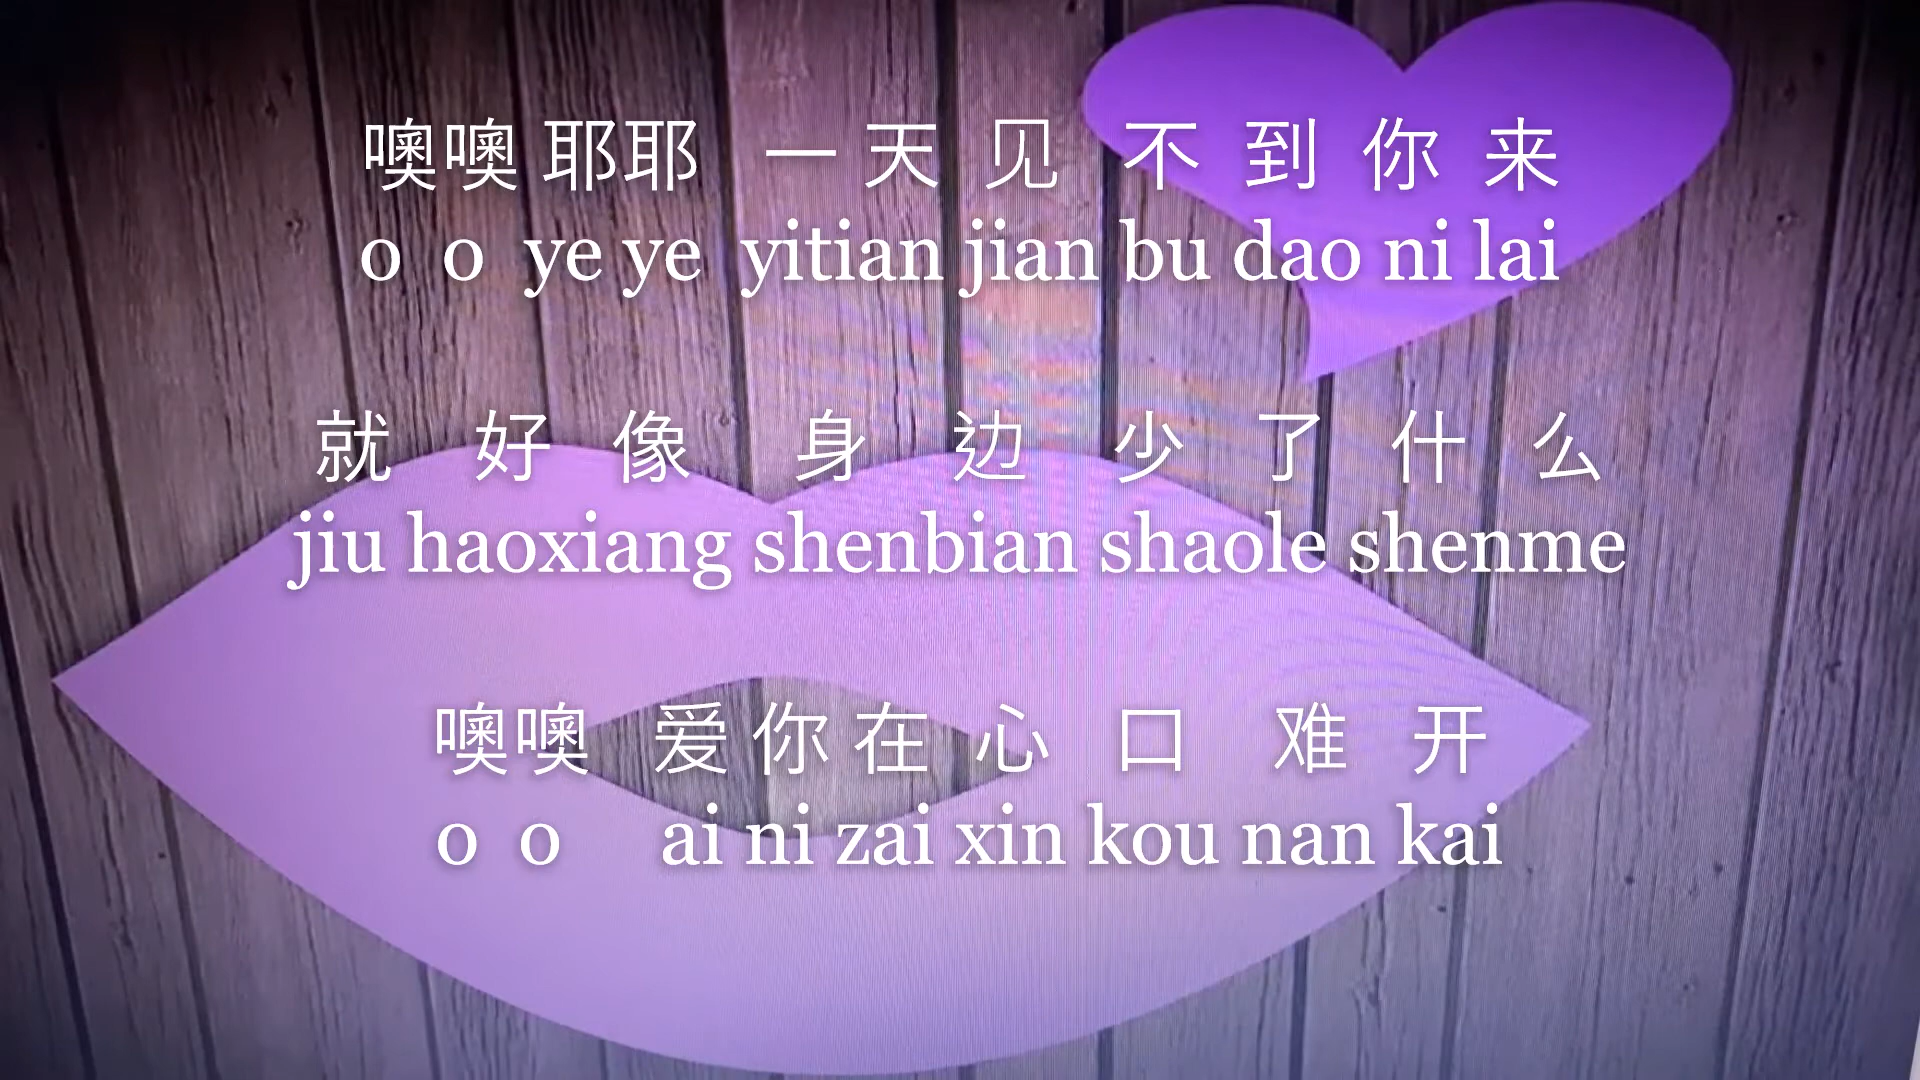 噢噢 耶耶 一天见不到你来
o o ye ye yitian jian bu dao ni lai
就好像身边少了什么
jiu haoxiang shenbian shaole shenme
噢噢 爱你在心口难开
o o ai ni zai xin kou nan kai